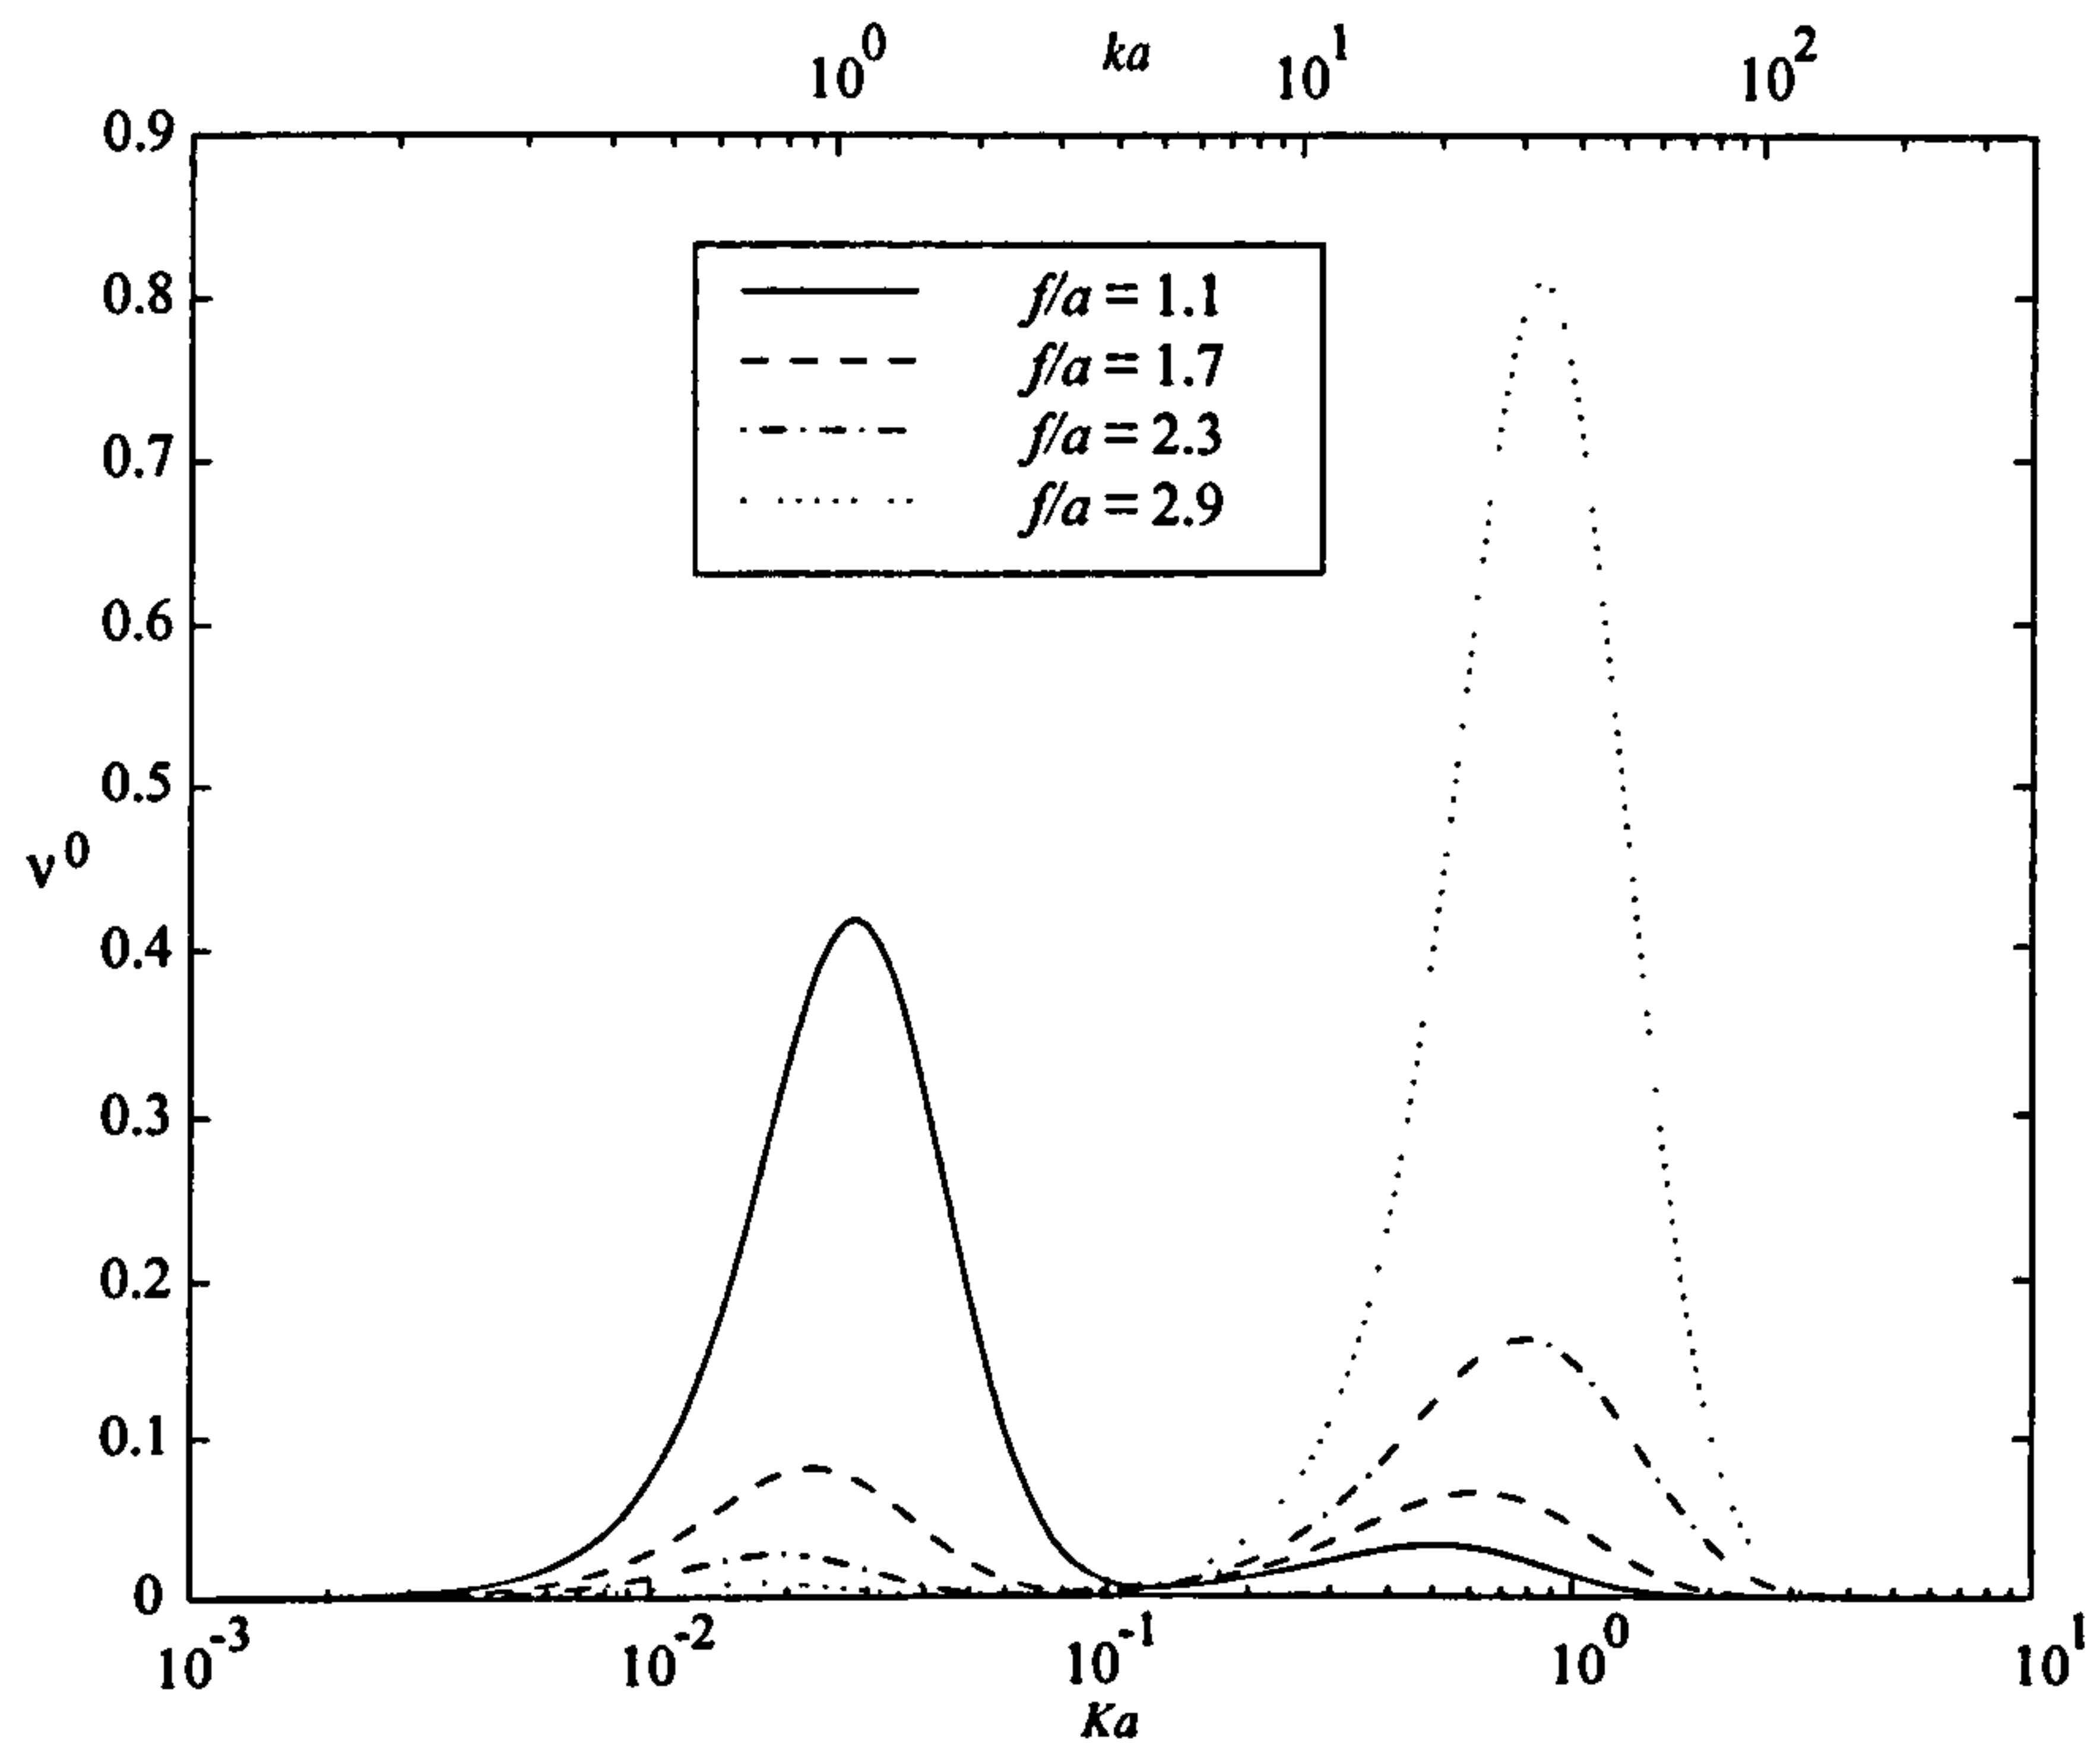 10^0 ka 10^1 10^2
0.9
0.8
0.7
0.6
0.5
ν^0
0.4
0.3
0.2
0.1
0
f/a = 1.1
f/a = 1.7
f/a = 2.3
f/a = 2.9
10^-3 10^-2 10^-1 10^0 10^1
Ka